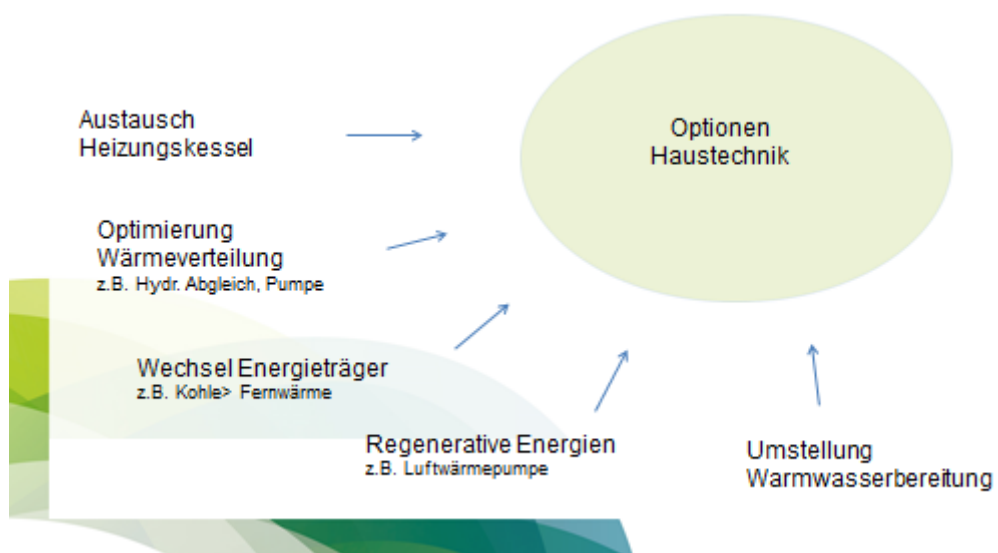 Austausch
Heizungskessel
Optionen
Haustechnik
Optimierung
Wärmeverteilung
z.B. Hydr. Abgleich, Pumpe
Wechsel Energieträger
z.B. Kohle> Fernwärme
Regenerative Energien
z.B. Luftwärmepumpe
Umstellung
Warmwasserbereitung